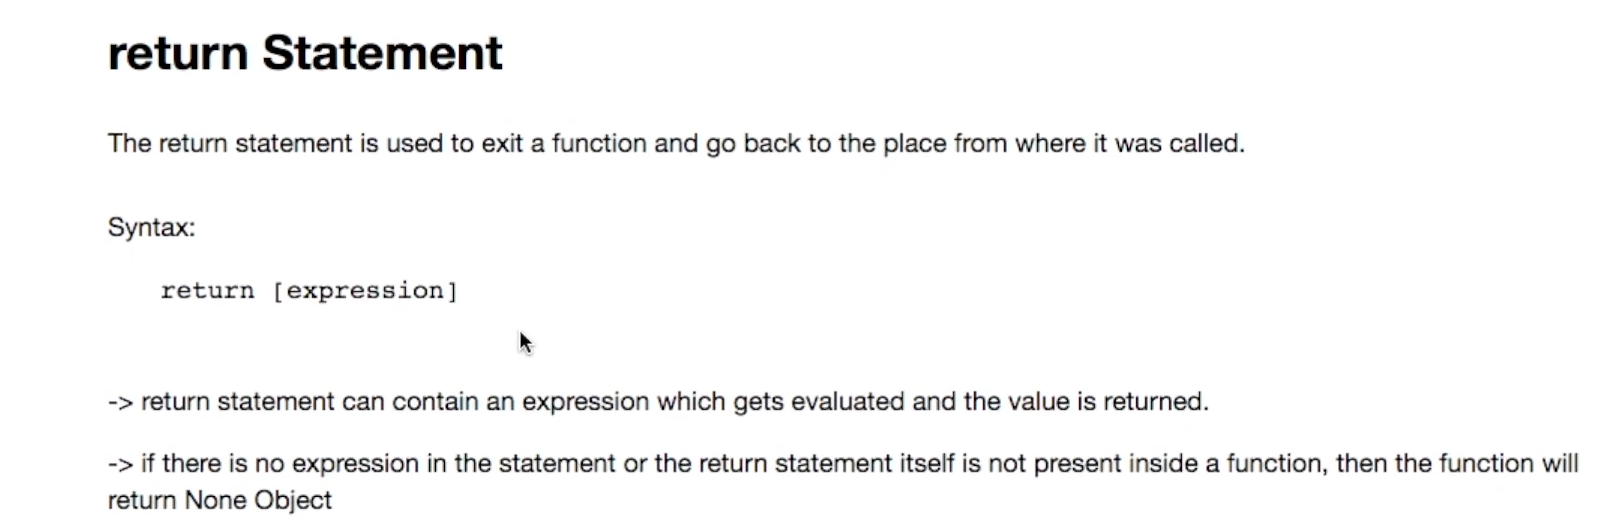 return Statement
The return statement is used to exit a function and go back to the place from where it was called.
Syntax:
return [expression]
-> return statement can contain an expression which gets evaluated and the value is returned.
-> if there is no expression in the statement or the return statement itself is not present inside a function, then the function will
return None Object